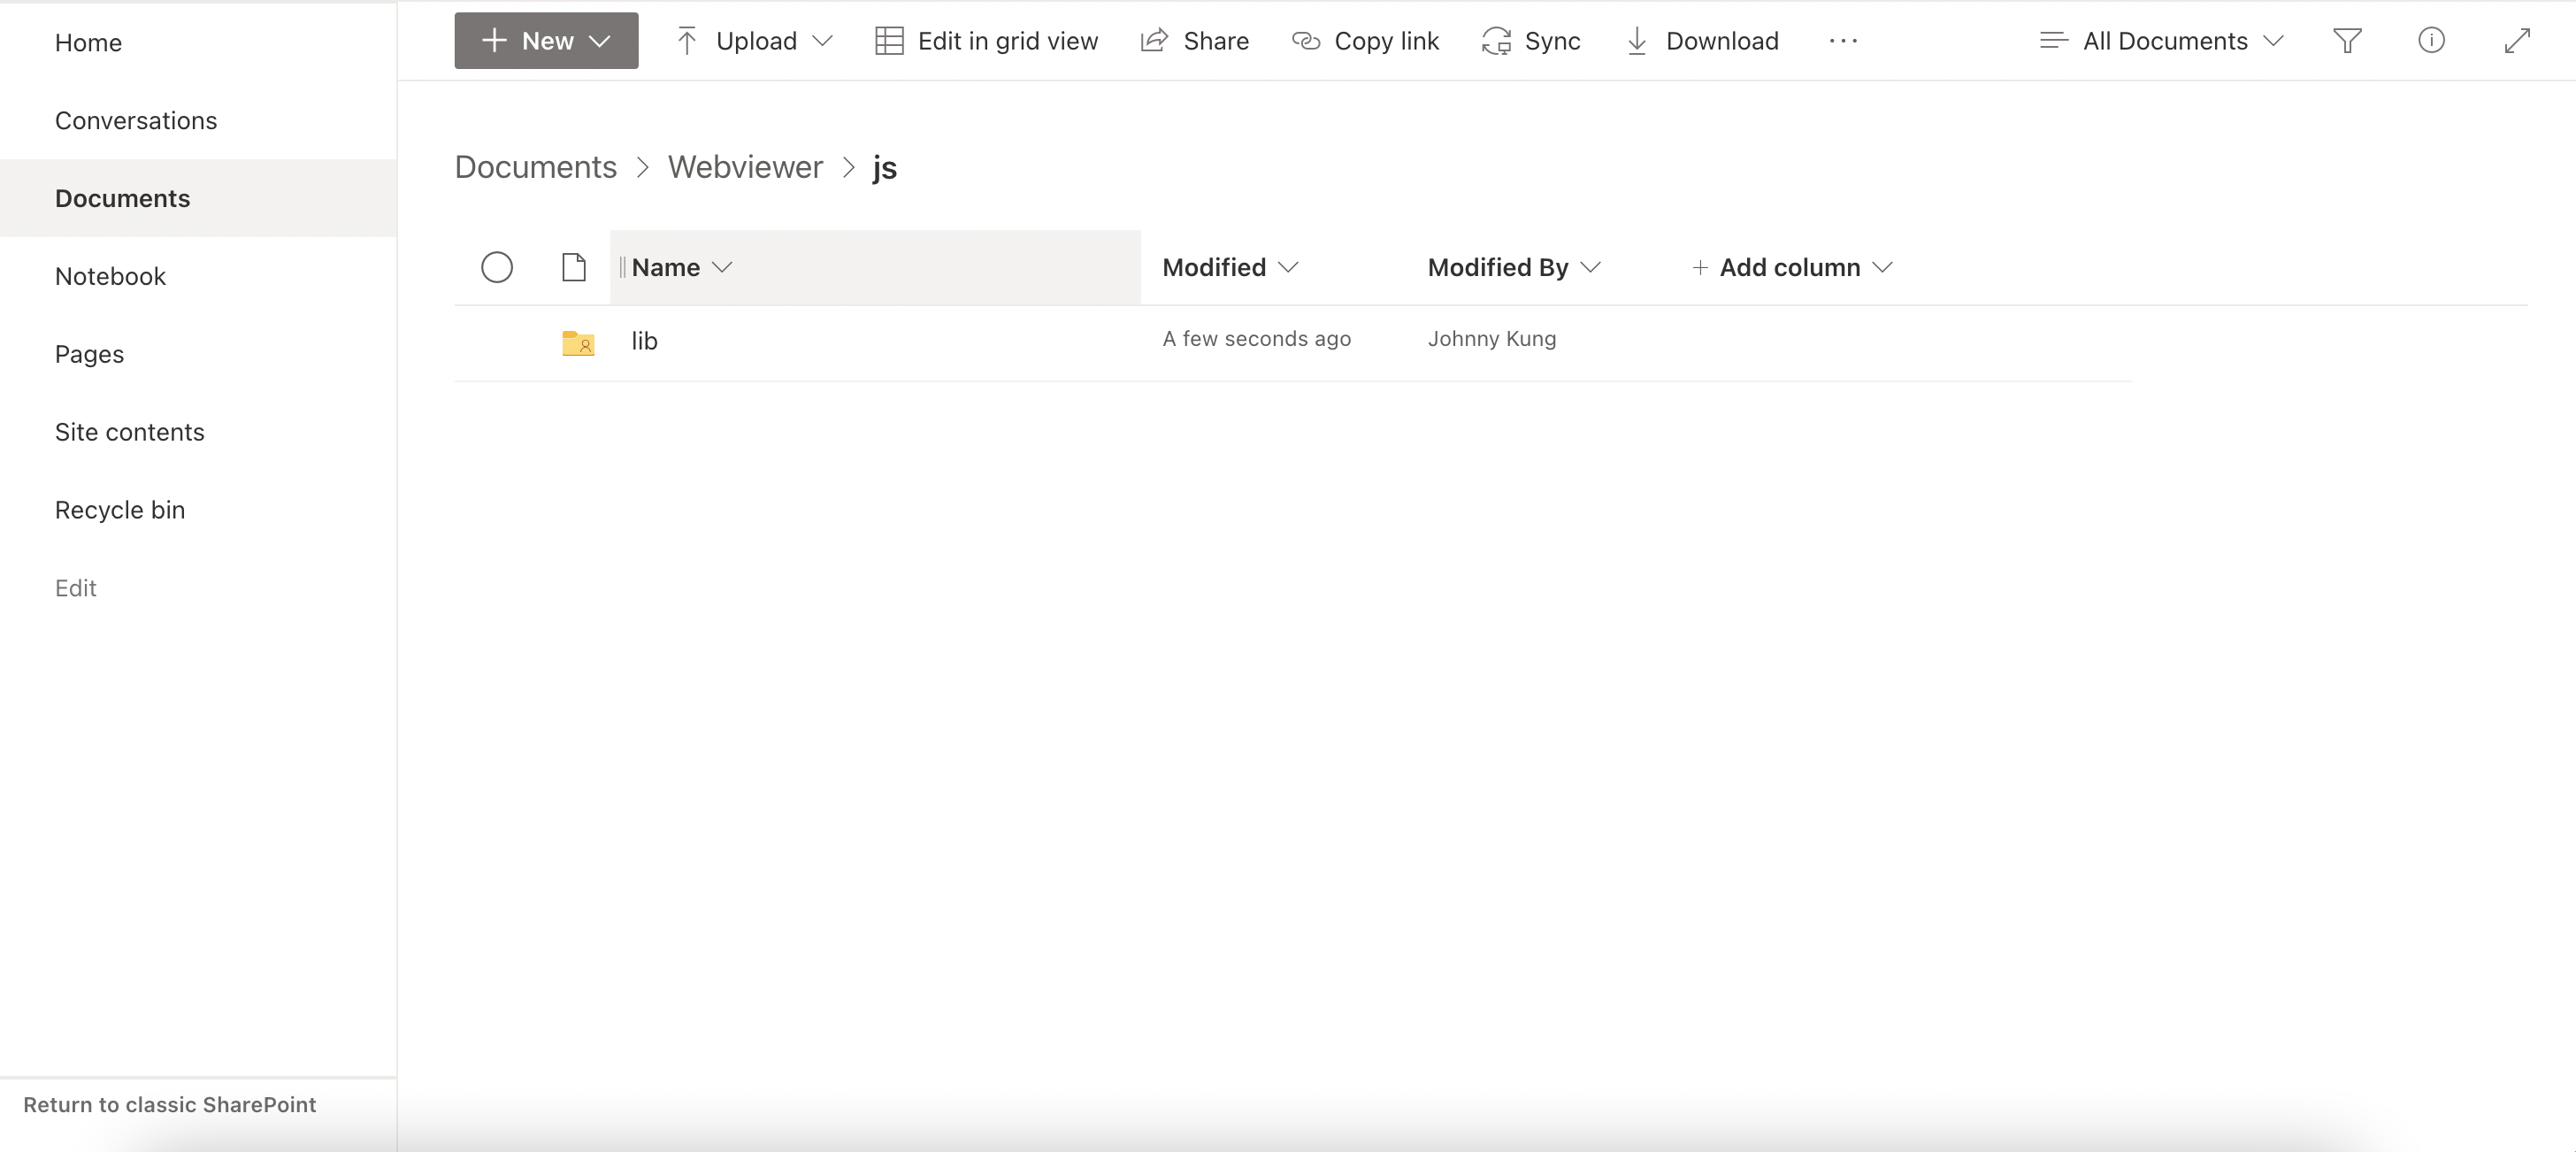 Home
Conversations
Documents
Notebook
Pages
Site contents
Recycle bin
Edit
Return to classic SharePoint
New Upload Edit in grid view Share Copy link Sync Download ··· All Documents
Documents > Webviewer > js
Name Modified Modified By + Add column
lib A few seconds ago Johnny Kung